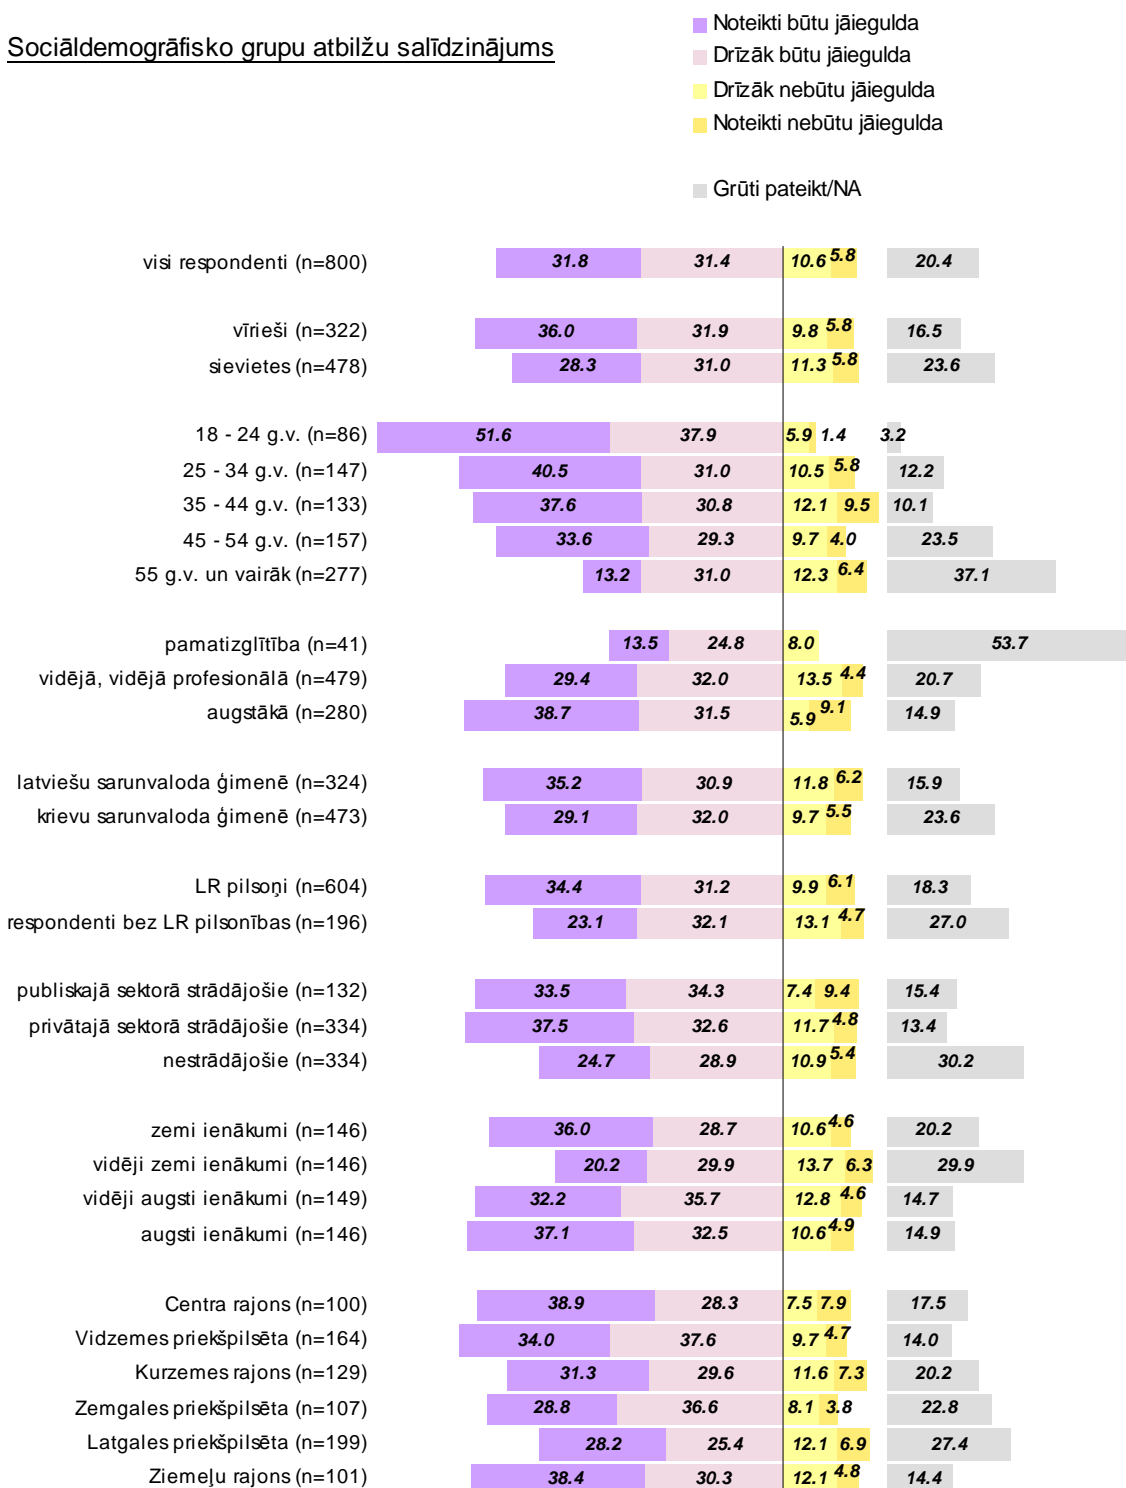 Sociāldemogrāfisko grupu atbilžu salīdzinājums
Noteikti būtu jāiegulda
Drīzāk būtu jāiegulda
Drīzāk nebūtu jāiegulda
Noteikti nebūtu jāiegulda
Grūti pateikt/NA
visi respondenti (n=800) 31.8 31.4 10.6 5.8 20.4
vīrieši (n=322) 36.0 31.9 9.8 5.8 16.5
sievietes (n=478) 28.3 31.0 11.3 5.8 23.6
18 - 24 g.v. (n=86) 51.6 37.9 5.9 1.4 3.2
25 - 34 g.v. (n=147) 40.5 31.0 10.5 5.8 12.2
35 - 44 g.v. (n=133) 37.6 30.8 12.1 9.5 10.1
45 - 54 g.v. (n=157) 33.6 29.3 9.7 4.0 23.5
55 g.v. un vairāk (n=277) 13.2 31.0 12.3 6.4 37.1
pamatizglītība (n=41) 13.5 24.8 8.0 53.7
vidējā, vidējā profesionālā (n=479) 29.4 32.0 13.5 4.4 20.7
augstākā (n=280) 38.7 31.5 5.9 9.1 14.9
latviešu sarunvaloda ģimenē (n=324) 35.2 30.9 11.8 6.2 15.9
krievu sarunvaloda ģimenē (n=473) 29.1 32.0 9.7 5.5 23.6
LR pilsoņi (n=604) 34.4 31.2 9.9 6.1 18.3
respondenti bez LR pilsonības (n=196) 23.1 32.1 13.1 4.7 27.0
publiskajā sektorā strādājošie (n=132) 33.5 34.3 7.4 9.4 15.4
privātajā sektorā strādājošie (n=334) 37.5 32.6 11.7 4.8 13.4
nestrādājošie (n=334) 24.7 28.9 10.9 5.4 30.2
zemi ienākumi (n=146) 36.0 28.7 10.6 4.6 20.2
vidēji zemi ienākumi (n=146) 20.2 29.9 13.7 6.3 29.9
vidēji augsti ienākumi (n=149) 32.2 35.7 12.8 4.6 14.7
augsti ienākumi (n=146) 37.1 32.5 10.6 4.9 14.9
Centra rajons (n=100) 38.9 28.3 7.5 7.9 17.5
Vidzemes priekšpilsēta (n=164) 34.0 37.6 9.7 4.7 14.0
Kurzemes rajons (n=129) 31.3 29.6 11.6 7.3 20.2
Zemgales priekšpilsēta (n=107) 28.8 36.6 8.1 3.8 22.8
Latgales priekšpilsēta (n=199) 28.2 25.4 12.1 6.9 27.4
Ziemeļu rajons (n=101) 38.4 30.3 12.1 4.8 14.4